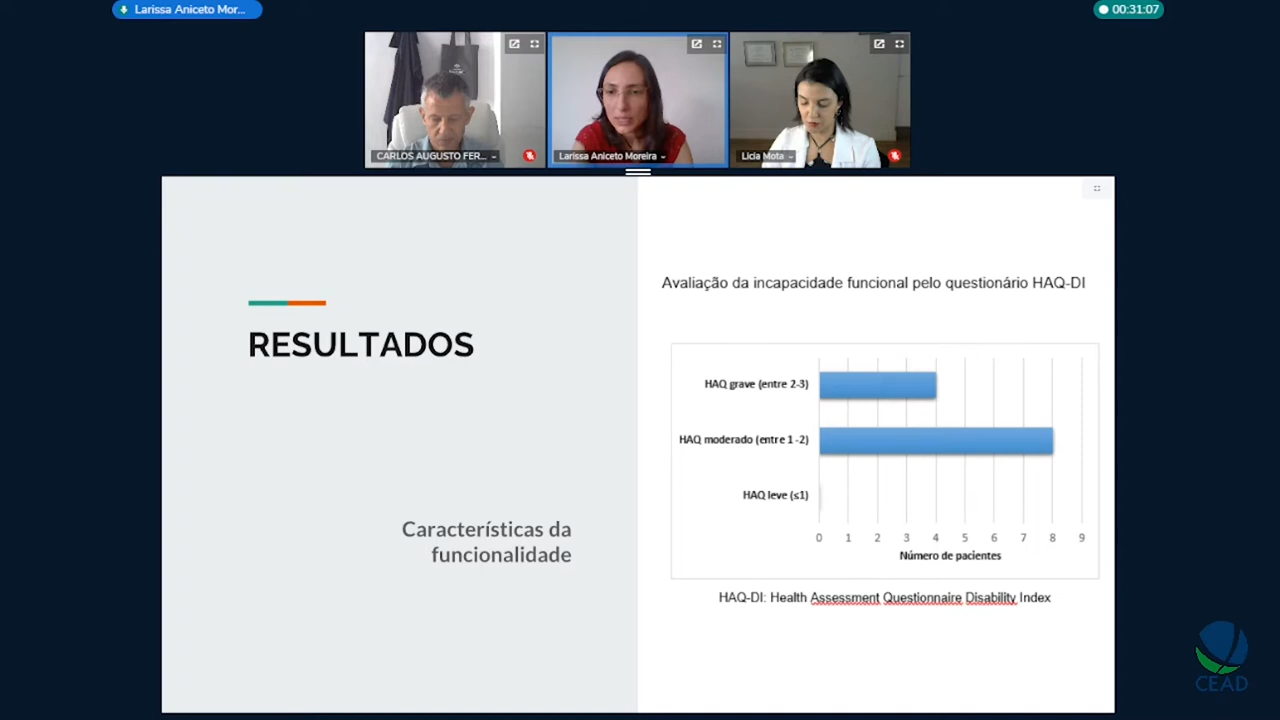 Larissa Aniceto Mor...
00:31:07
CARLOS AUGUSTO FER...
Larissa Aniceto Moreira
Licia Mota
RESULTADOS
Características da
funcionalidade
Avaliação da incapacidade funcional pelo questionário HAQ-DI
HAQ grave (entre 2-3)
HAQ moderado (entre 1 -2)
HAQ leve (≤1)
0 1 2 3 4 5 6 7 8 9
Número de pacientes
HAQ-DI: Health Assessment Questionnaire Disability Index
CEAD